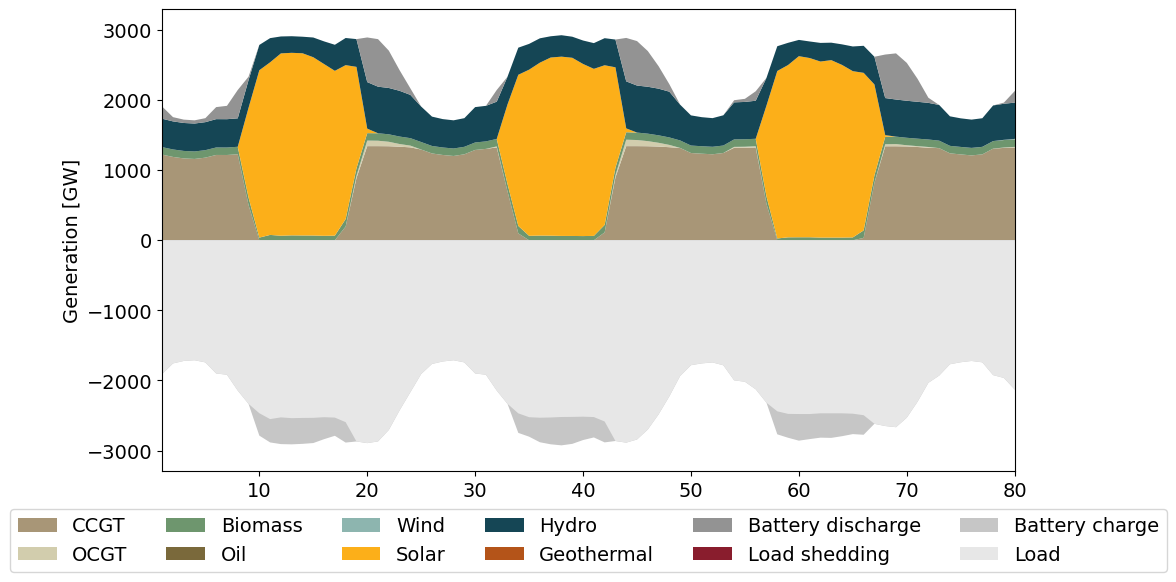 Generation [GW]
3000
2000
1000
0
−1000
−2000
−3000
10 20 30 40 50 60 70 80
CCGT Biomass Wind Hydro Battery discharge Battery charge
OCGT Oil Solar Geothermal Load shedding Load